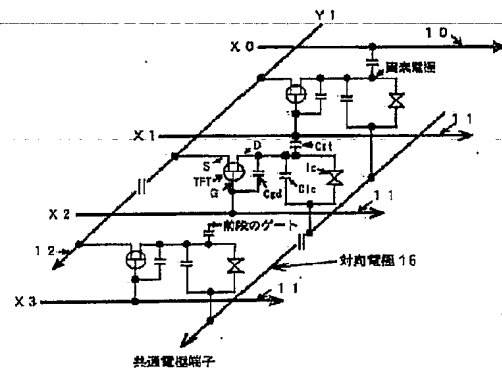 Y1
X0
10
画素電極
X1
11
Cst
S
D
TFT
G
Cgd
Clc
lc
X2
11
12
前段のゲート
対向電極16
X3
11
共通電極端子